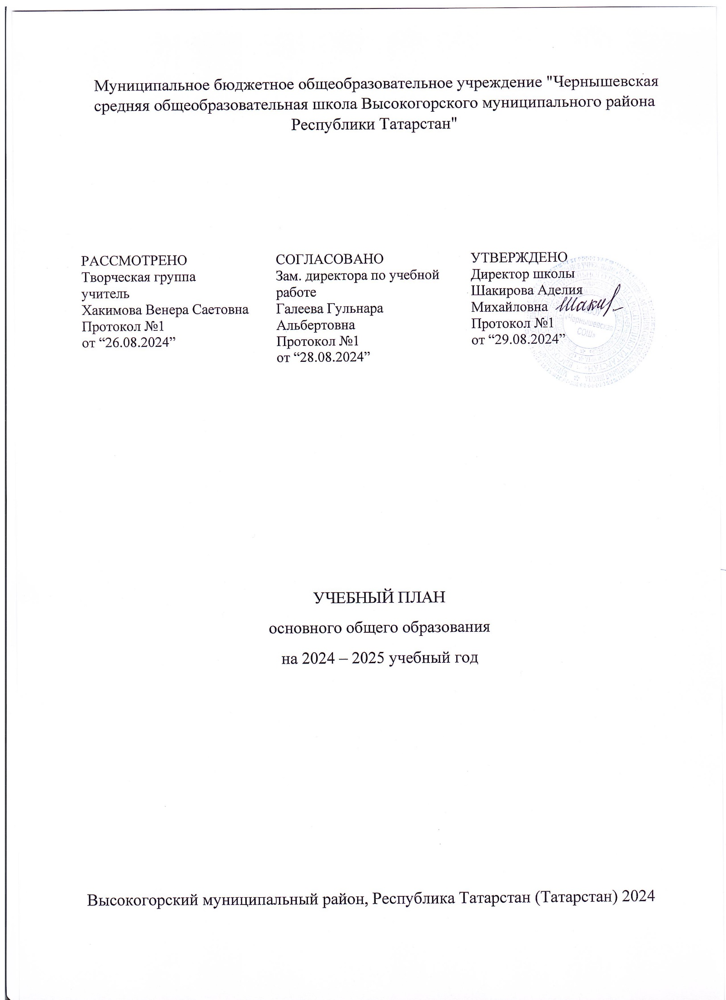 Муниципальное бюджетное общеобразовательное учреждение "Чернышевская
средняя общеобразовательная школа Высокогорского муниципального района
Республики Татарстан"
РАССМОТРЕНО
Творческая группа
учитель
Хакимова Венера Саетовна
Протокол №1
от “26.08.2024”
СОГЛАСОВАНО
Зам. директора по учебной
работе
Галеева Гульнара
Альбертовна
Протокол №1
от “28.08.2024”
УТВЕРЖДЕНО
Директор школы
Шакирова Аделия
Михайловна
Протокол №1
от “29.08.2024”
«Чернышевская
СОШ»
УЧЕБНЫЙ ПЛАН
основного общего образования
на 2024 – 2025 учебный год
Высокогорский муниципальный район, Республика Татарстан (Татарстан) 2024